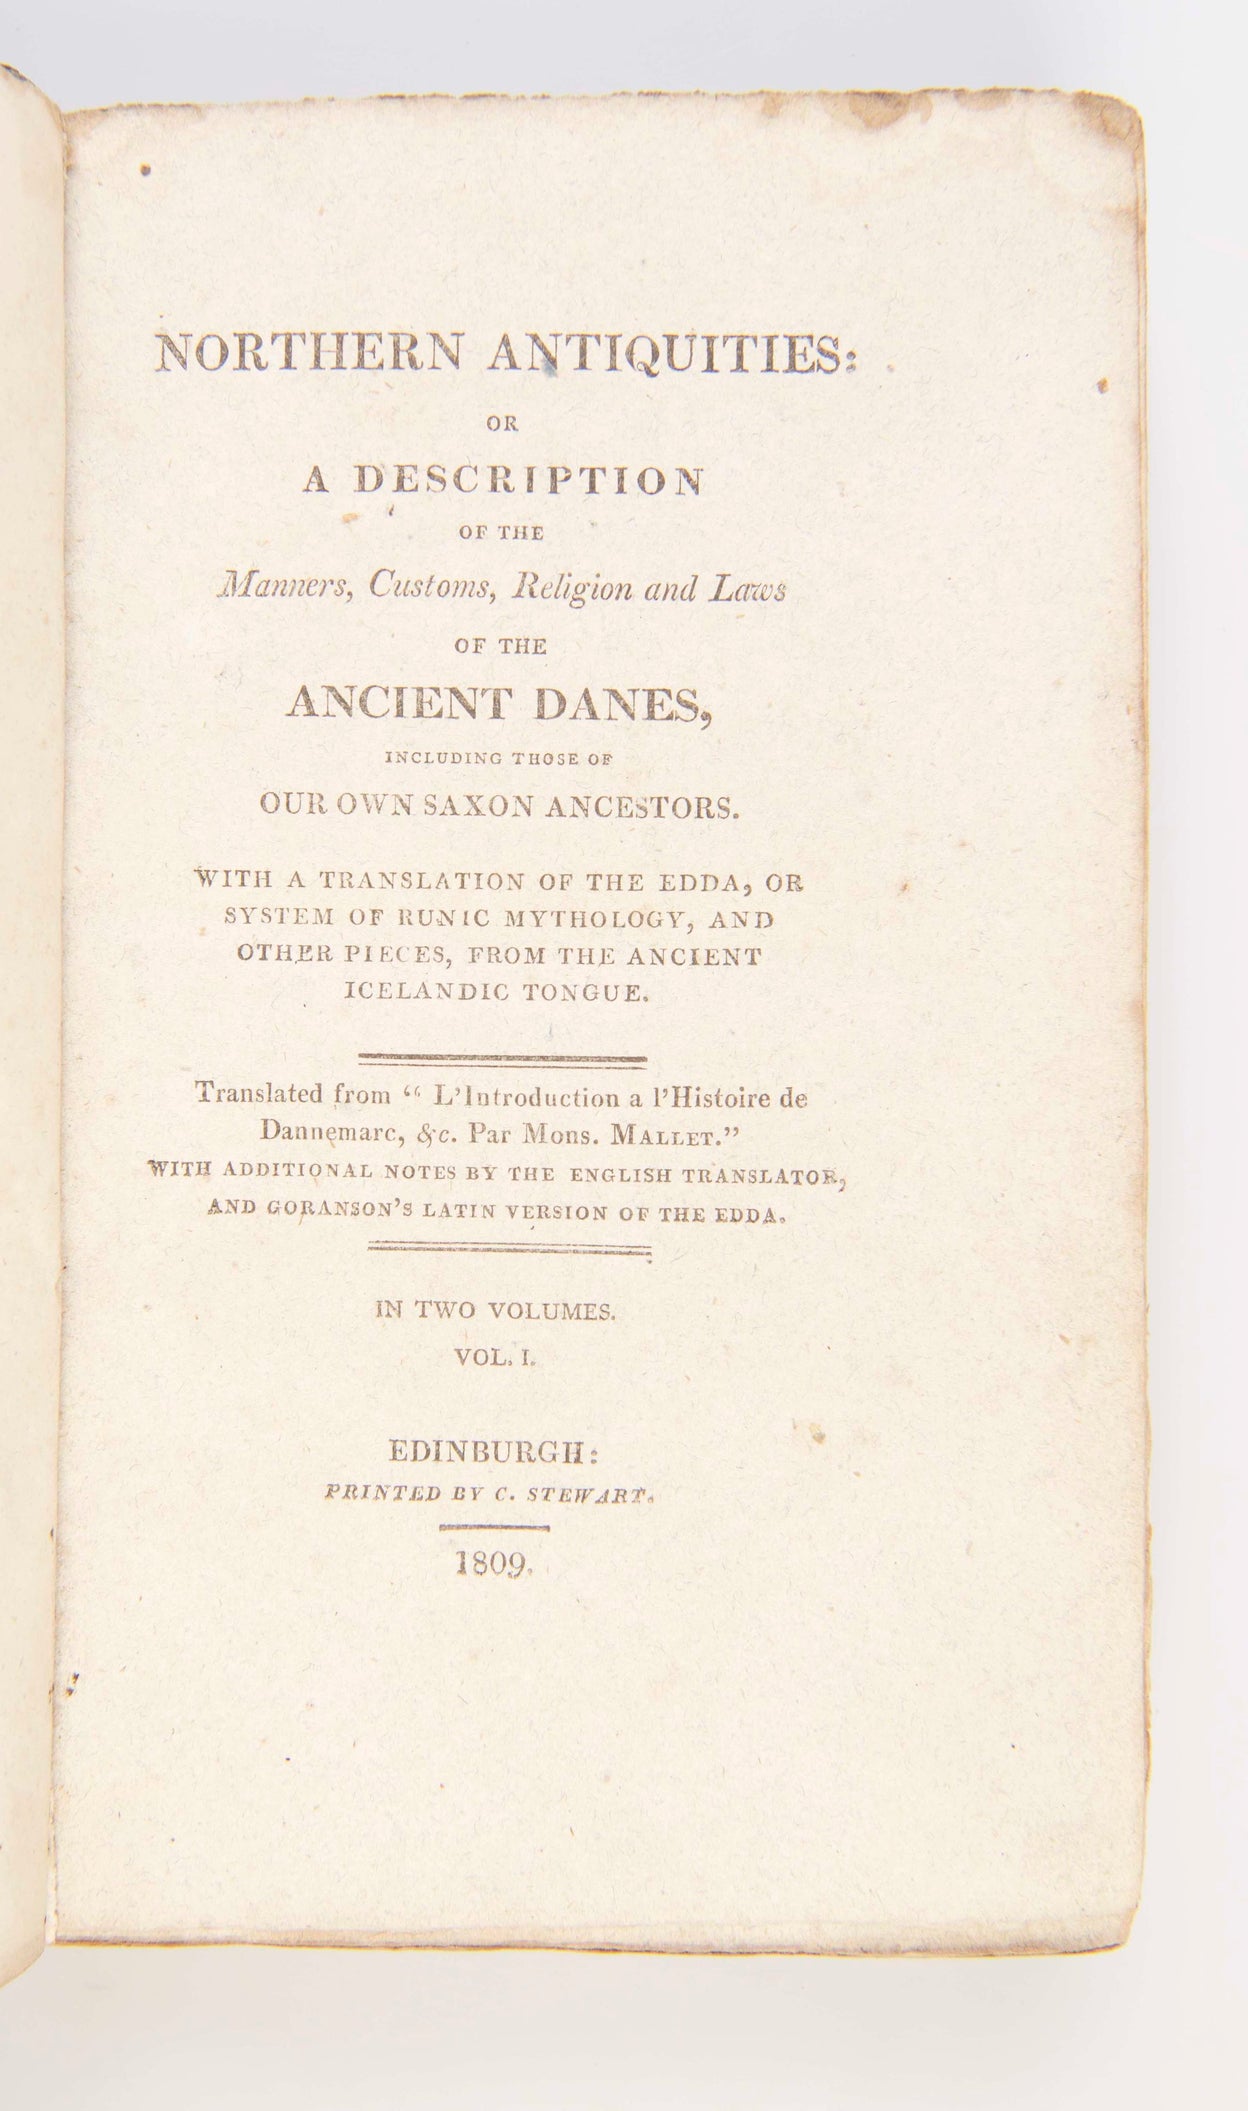 NORTHERN ANTIQUITIES:
OR
A DESCRIPTION
OF THE
Manners, Customs, Religion and Laws
OF THE
ANCIENT DANES,
INCLUDING THOSE OF
OUR OWN SAXON ANCESTORS.
WITH A TRANSLATION OF THE EDDA, OR
SYSTEM OF RUNIC MYTHOLOGY, AND
OTHER PIECES, FROM THE ANCIENT
ICELANDIC TONGUE.
Translated from “ L’Introduction a l’Histoire de
Dannemarc, &c. Par Mons. MALLET.”
WITH ADDITIONAL NOTES BY THE ENGLISH TRANSLATOR,
AND GORANSON’S LATIN VERSION OF THE EDDA.
IN TWO VOLUMES.
VOL. I.
EDINBURGH:
PRINTED BY C. STEWART.
1809.